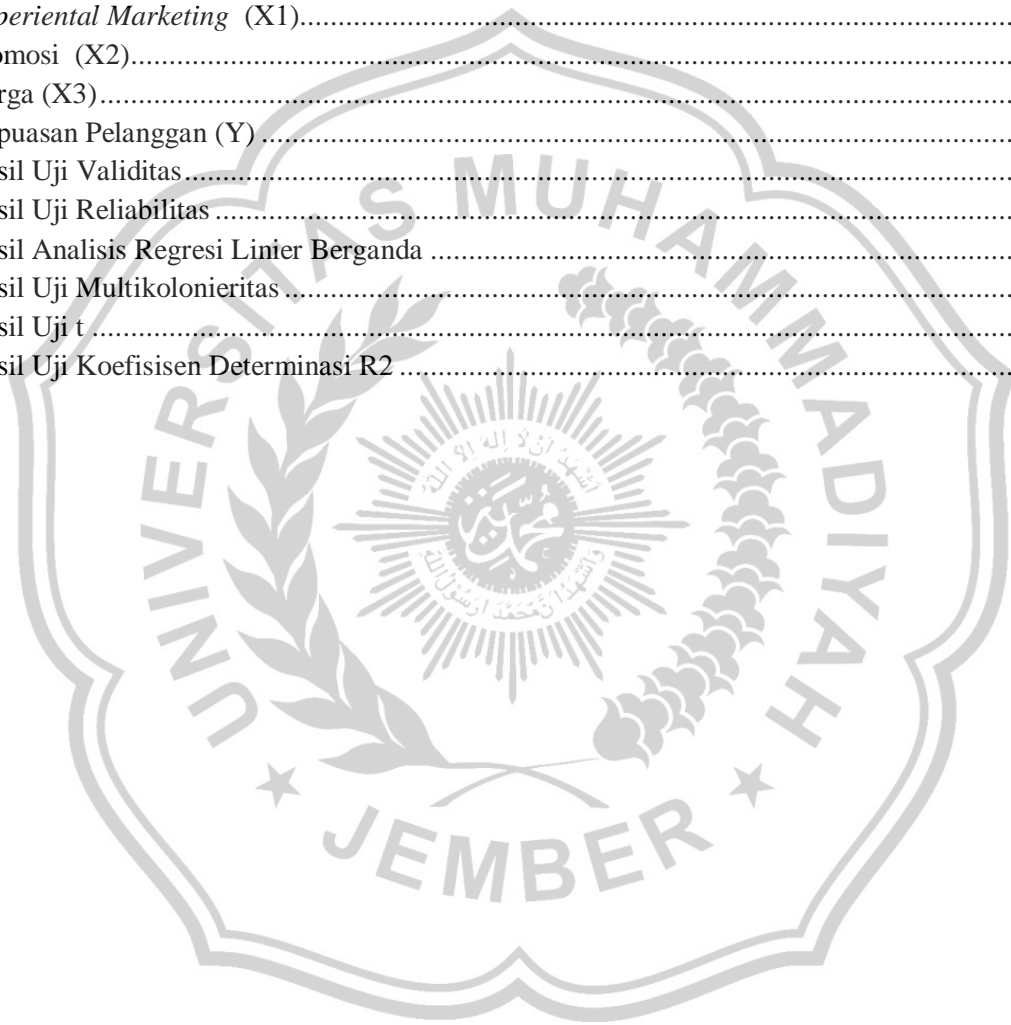 periental Marketing (X1)
omosi (X2)
rga (X3)
puasan Pelanggan (Y)
sil Uji Validitas
sil Uji Reliabilitas
sil Analisis Regresi Linier Berganda
sil Uji Multikolonieritas
sil Uji t
sil Uji Koefisisen Determinasi R2
UNIVERSITAS MUHAMMADIYAH
JEMBER